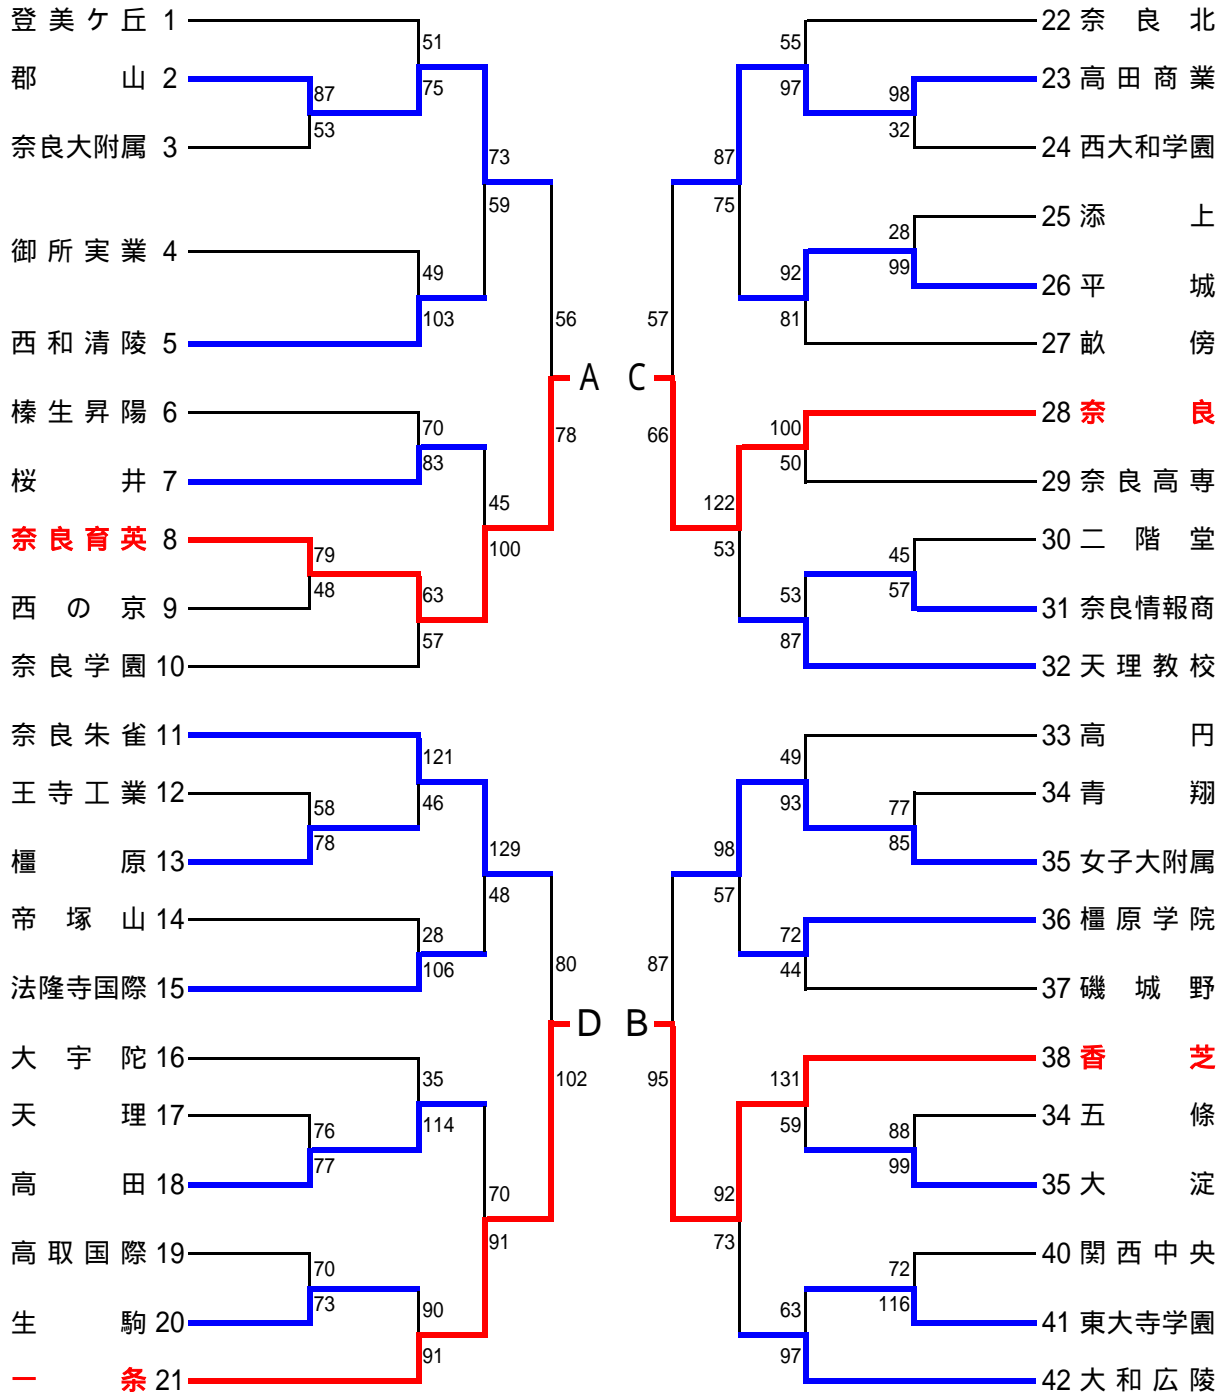 登美ケ丘 1
51
郡山 2
75
87
53
奈良大附属 3
73
59
御所実業 4
49
103
西和清陵 5
56
A
78
榛生昇陽 6
70
83
桜井 7
45
100
奈良育英 8
79
48
西の京 9
63
57
奈良学園 10
奈良朱雀 11
121
46
王寺工業 12
58
78
橿原 13
129
48
帝塚山 14
28
106
法隆寺国際 15
80
D
102
大宇陀 16
35
114
天理 17
76
77
高田 18
70
91
高取国際 19
70
73
生駒 20
90
91
一条 21
22 奈良北
55
97
23 高田商業
98
32
24 西大和学園
87
75
25 添上
28
99
26 平城
92
81
27 畝傍
57
C
66
28 奈良
100
50
29 奈良高専
122
53
30 二階堂
45
57
31 奈良情報商
53
87
32 天理教校
33 高円
49
93
34 青翔
77
85
35 女子大附属
98
57
36 橿原学院
72
44
37 磯城野
87
B
95
38 香芝
131
59
34 五條
88
99
35 大淀
92
73
40 関西中央
72
116
41 東大寺学園
63
97
42 大和広陵